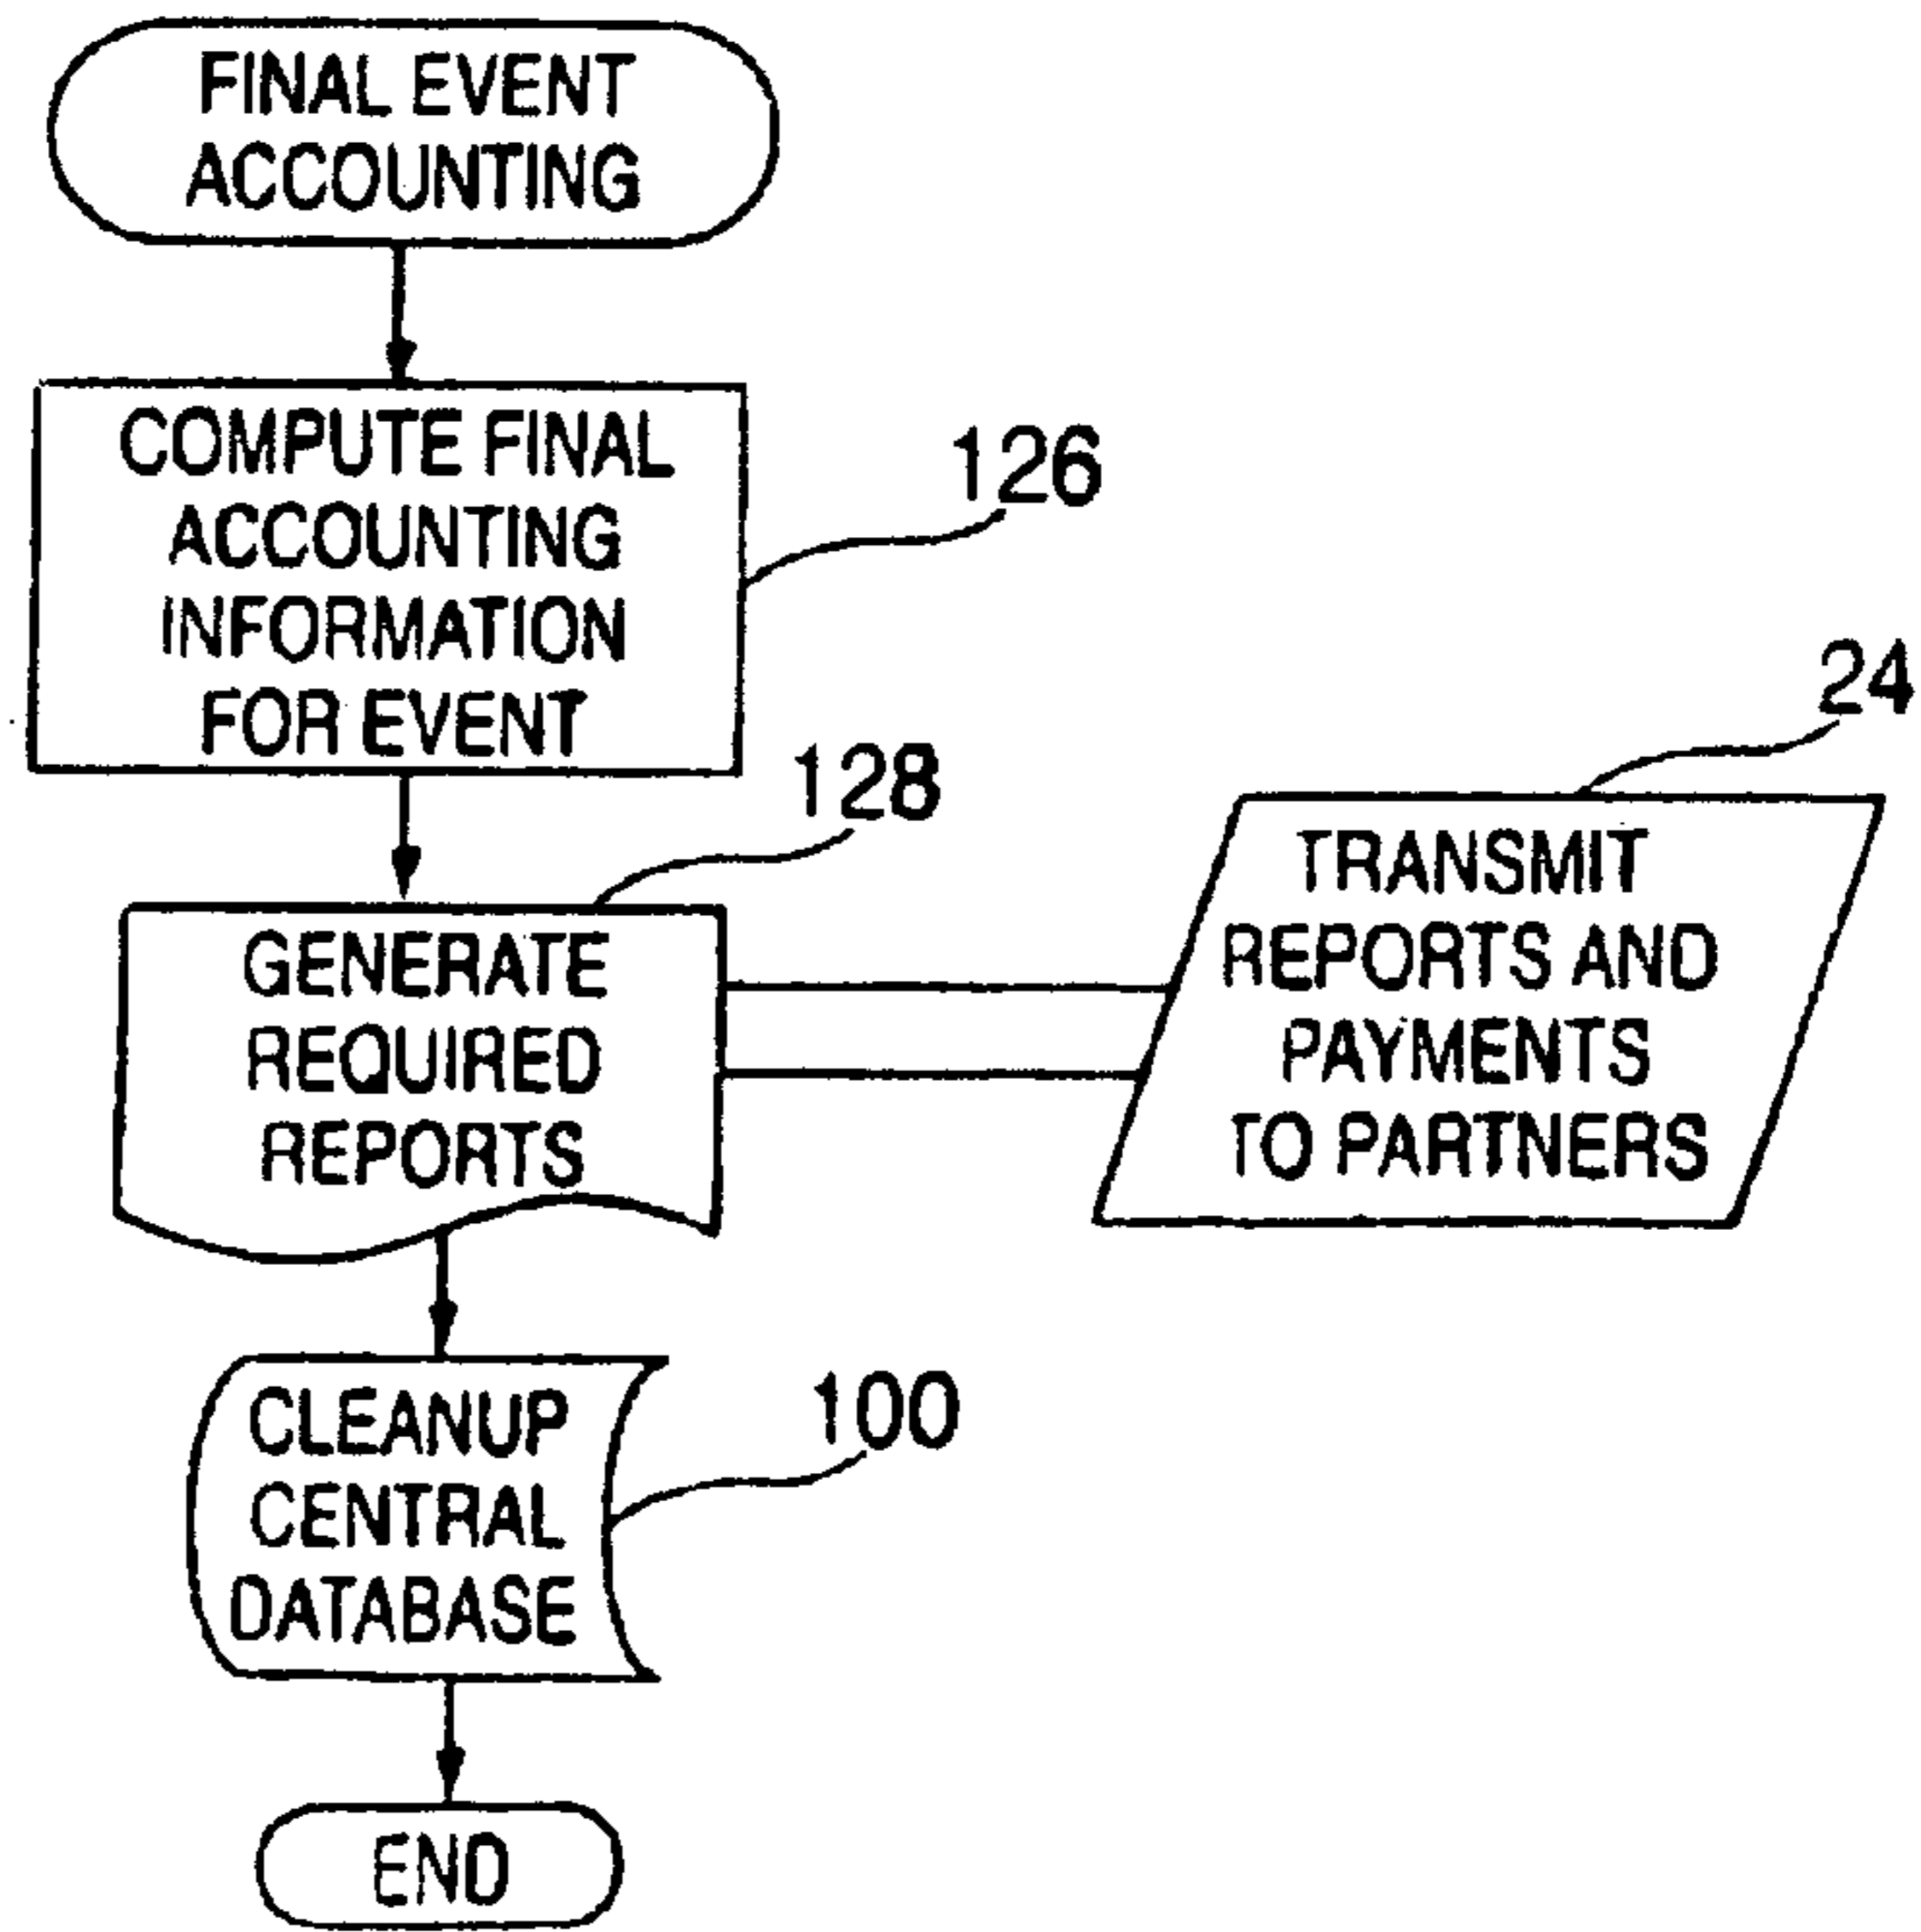 FINAL EVENT
ACCOUNTING
COMPUTE FINAL
ACCOUNTING
INFORMATION
FOR EVENT
126
128
GENERATE
REQUIRED
REPORTS
24
TRANSMIT
REPORTS AND
PAYMENTS
TO PARTNERS
CLEANUP
CENTRAL
DATABASE
100
END